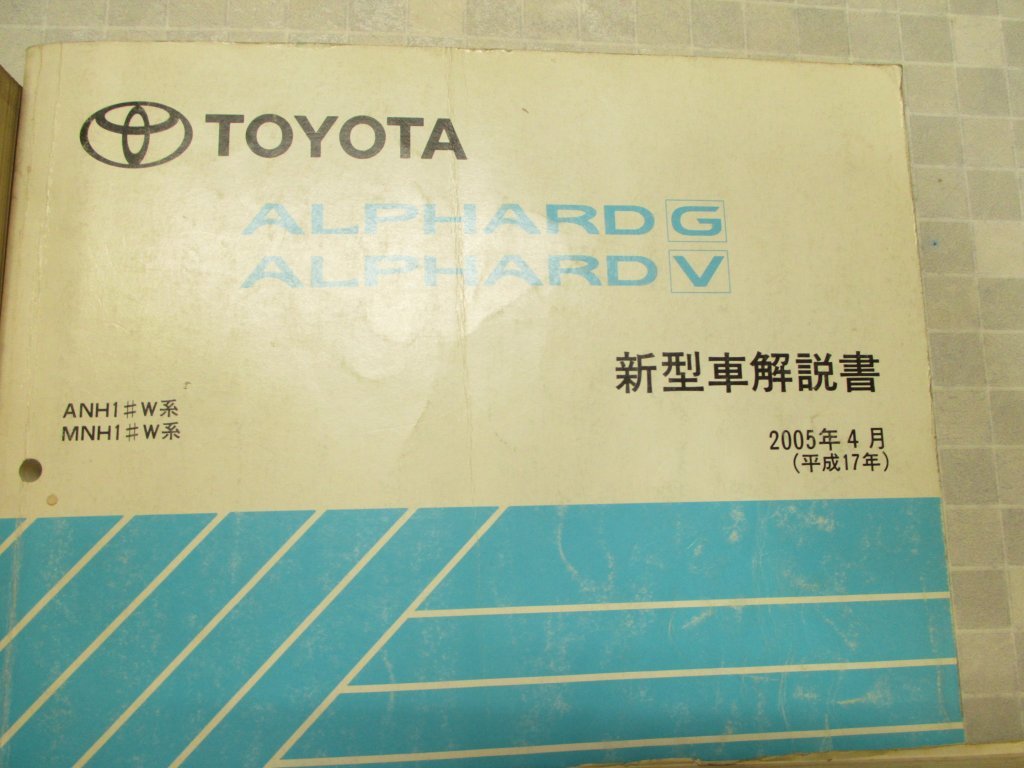 TOYOTA
ALPHARD G
ALPHARD V
新型車解説書
ANH1♯W系
MNH1♯W系
2005年4月
(平成17年)